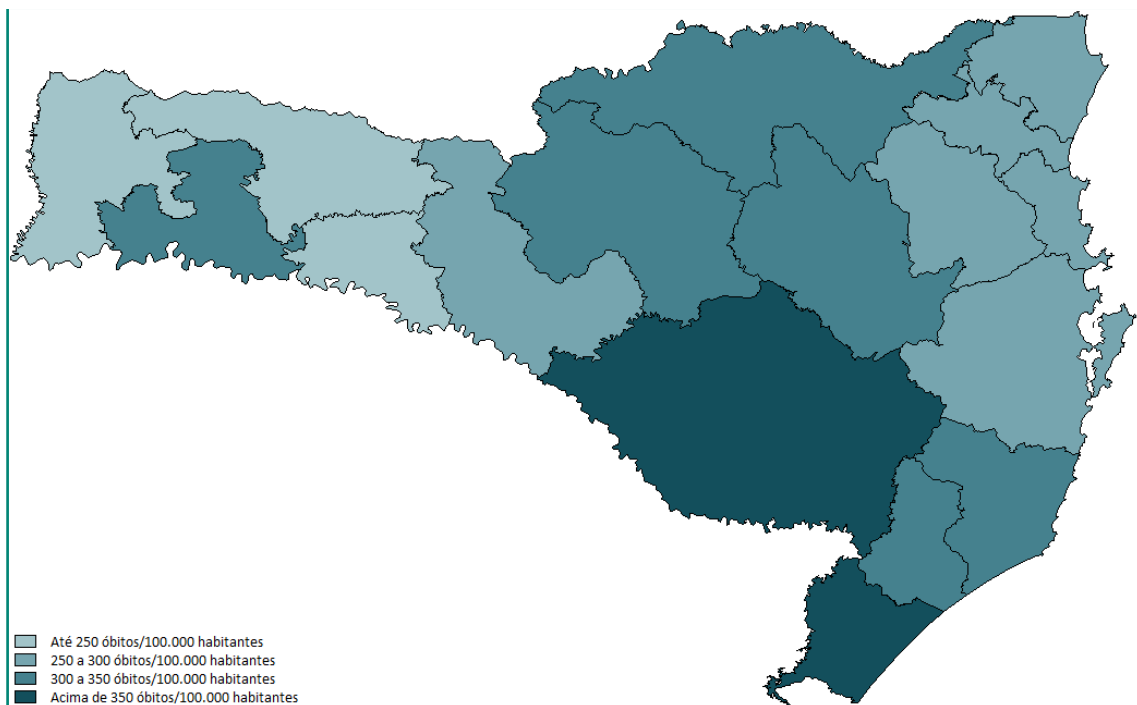 Até 250 óbitos/100.000 habitantes
250 a 300 óbitos/100.000 habitantes
300 a 350 óbitos/100.000 habitantes
Acima de 350 óbitos/100.000 habitantes